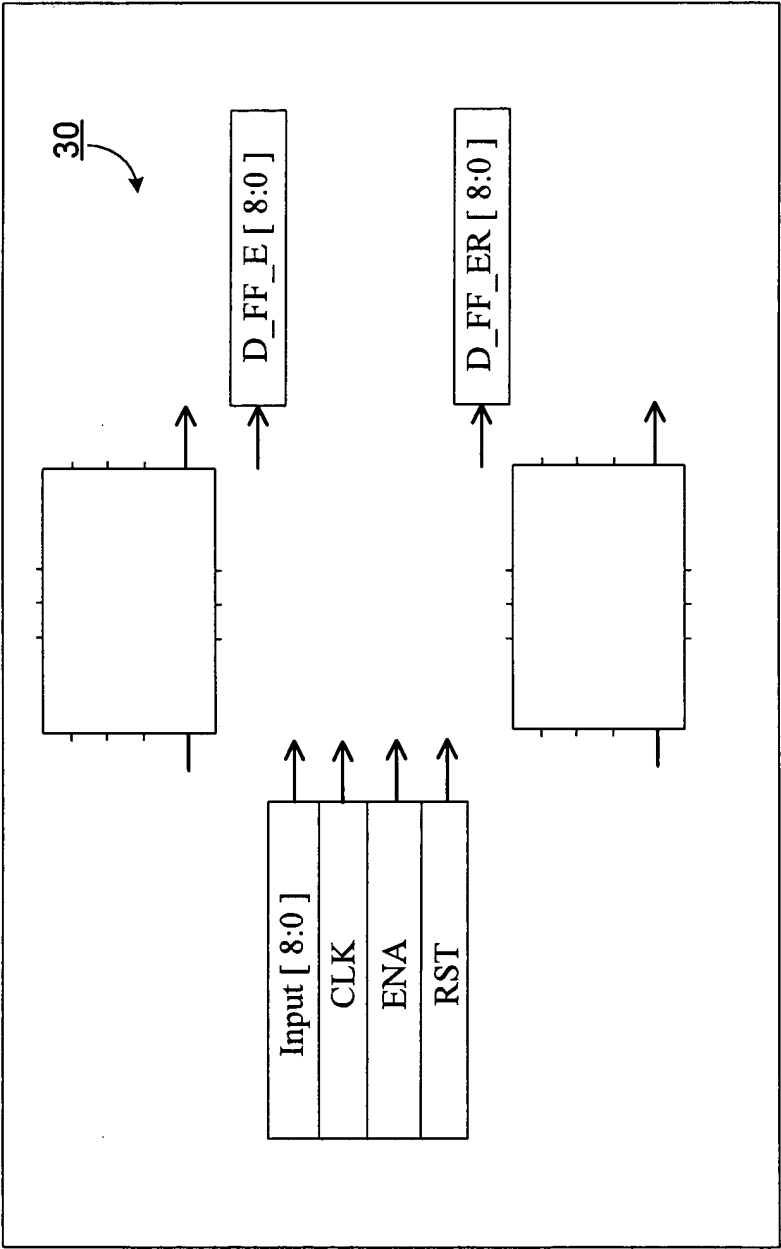 30
D_FF_E [ 8:0 ]
D_FF_ER [ 8:0 ]
Input [ 8:0 ]
CLK
ENA
RST